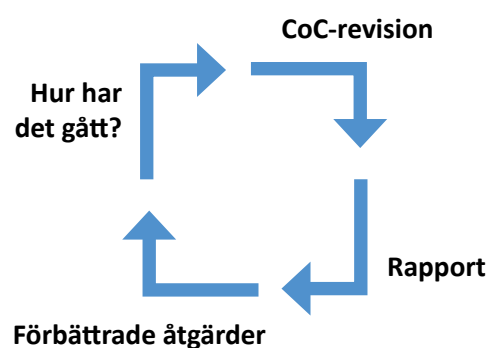 CoC-revision
Hur har
det gått?
Rapport
Förbättrade åtgärder